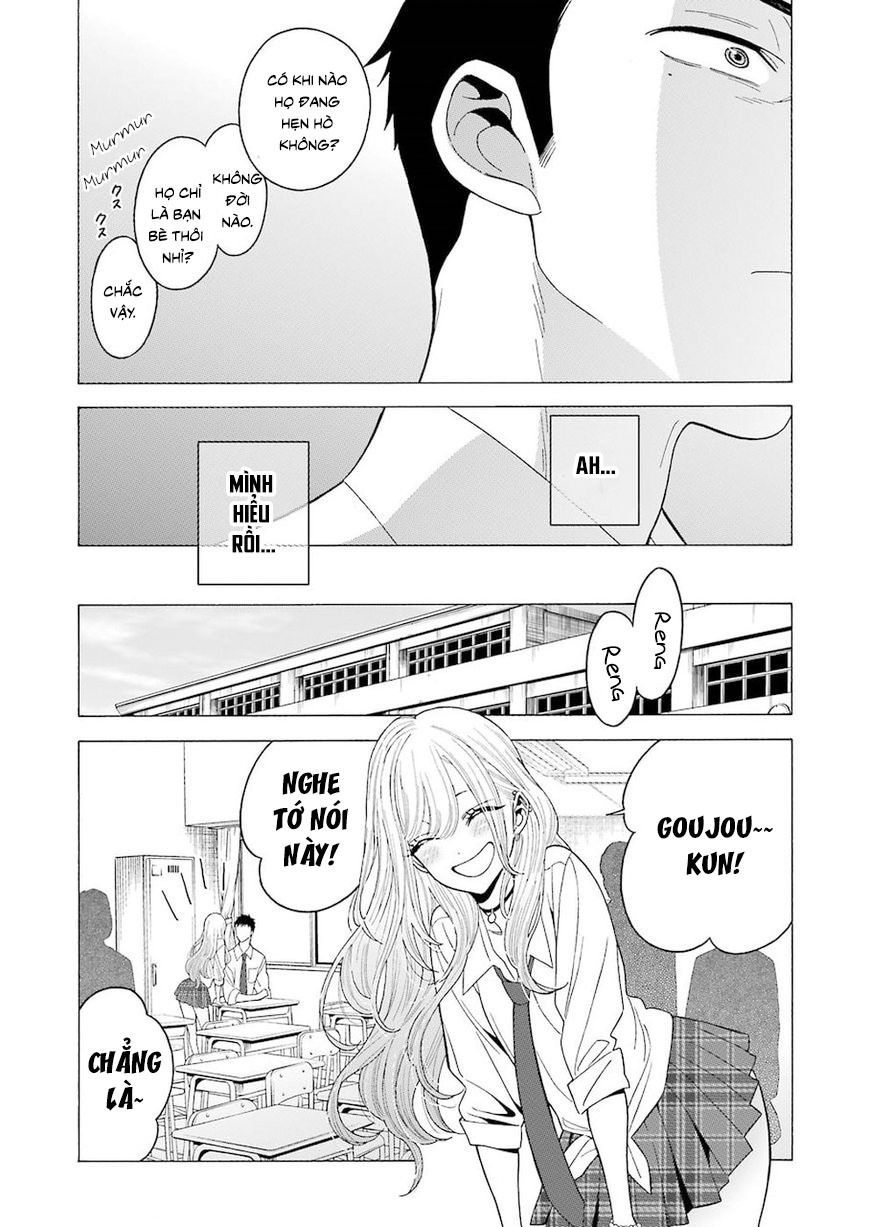 CÓ KHI NÀO
HỌ ĐANG
HẸN HÒ
KHÔNG?
KHÔNG
ĐỜI
NÀO.
HỌ CHỈ
LÀ BẠN
BÈ THÔI
NHỈ?
CHẮC
VẬY.
Murmur
Murmur
クス
クス
AH...
MÌNH
HIỂU
RỒI...
Reng
Reng
GOUJOU~~
KUN!
NGHE
TỚ NÓI
NÀY!
CHẲNG
LÀ~